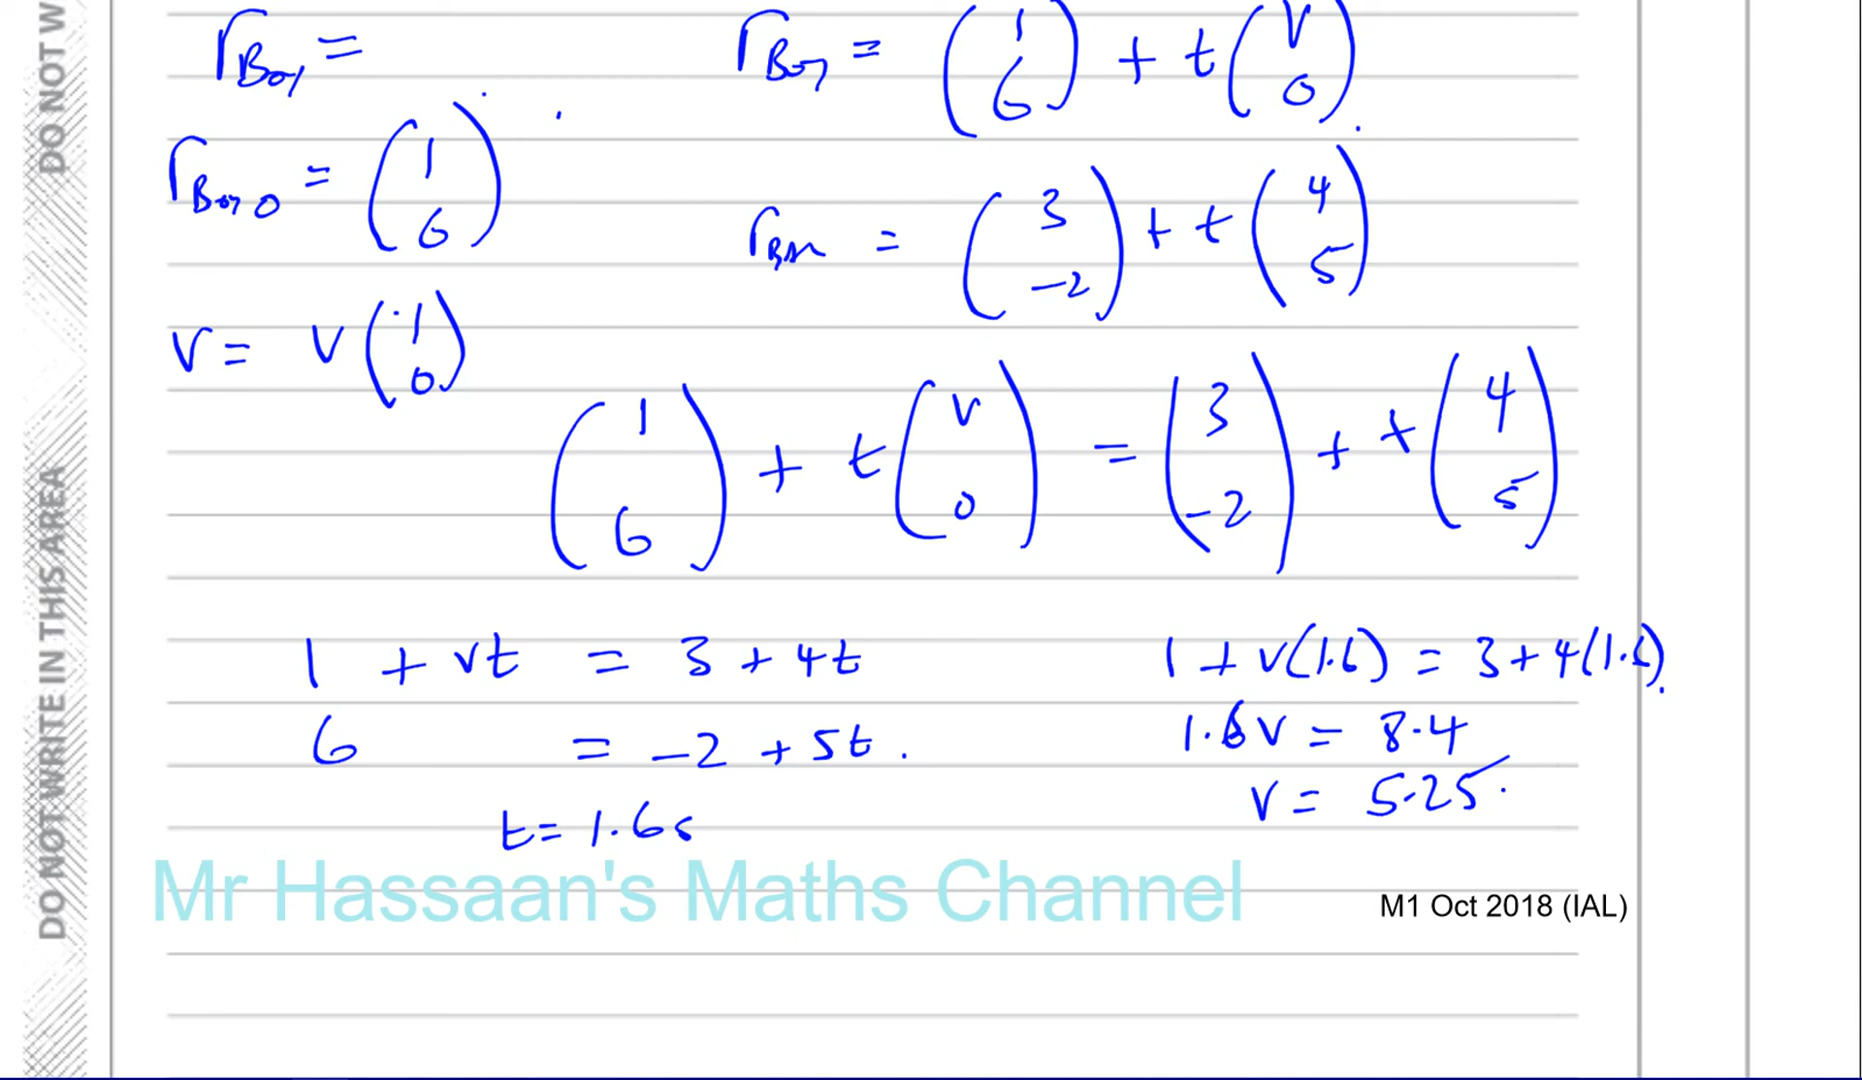 DO NOT W
DO NOT WRITE IN THIS AREA
r_Boy =
r_Boy = (1 6) + t(v 0).
r_Boy 0 = (1 6)
= (3 -2) + t(4 5)
v = v(1 0)
(1 6) + t(v 0) = (3 -2) + t(4 5)
1 + vt = 3 + 4t
1 + v(1.6) = 3 + 4(1.6).
6 = -2 + 5t.
1.6v = 8.4
v = 5.25.
t = 1.6s
Mr Hassaan's Maths Channel
M1 Oct 2018 (IAL)